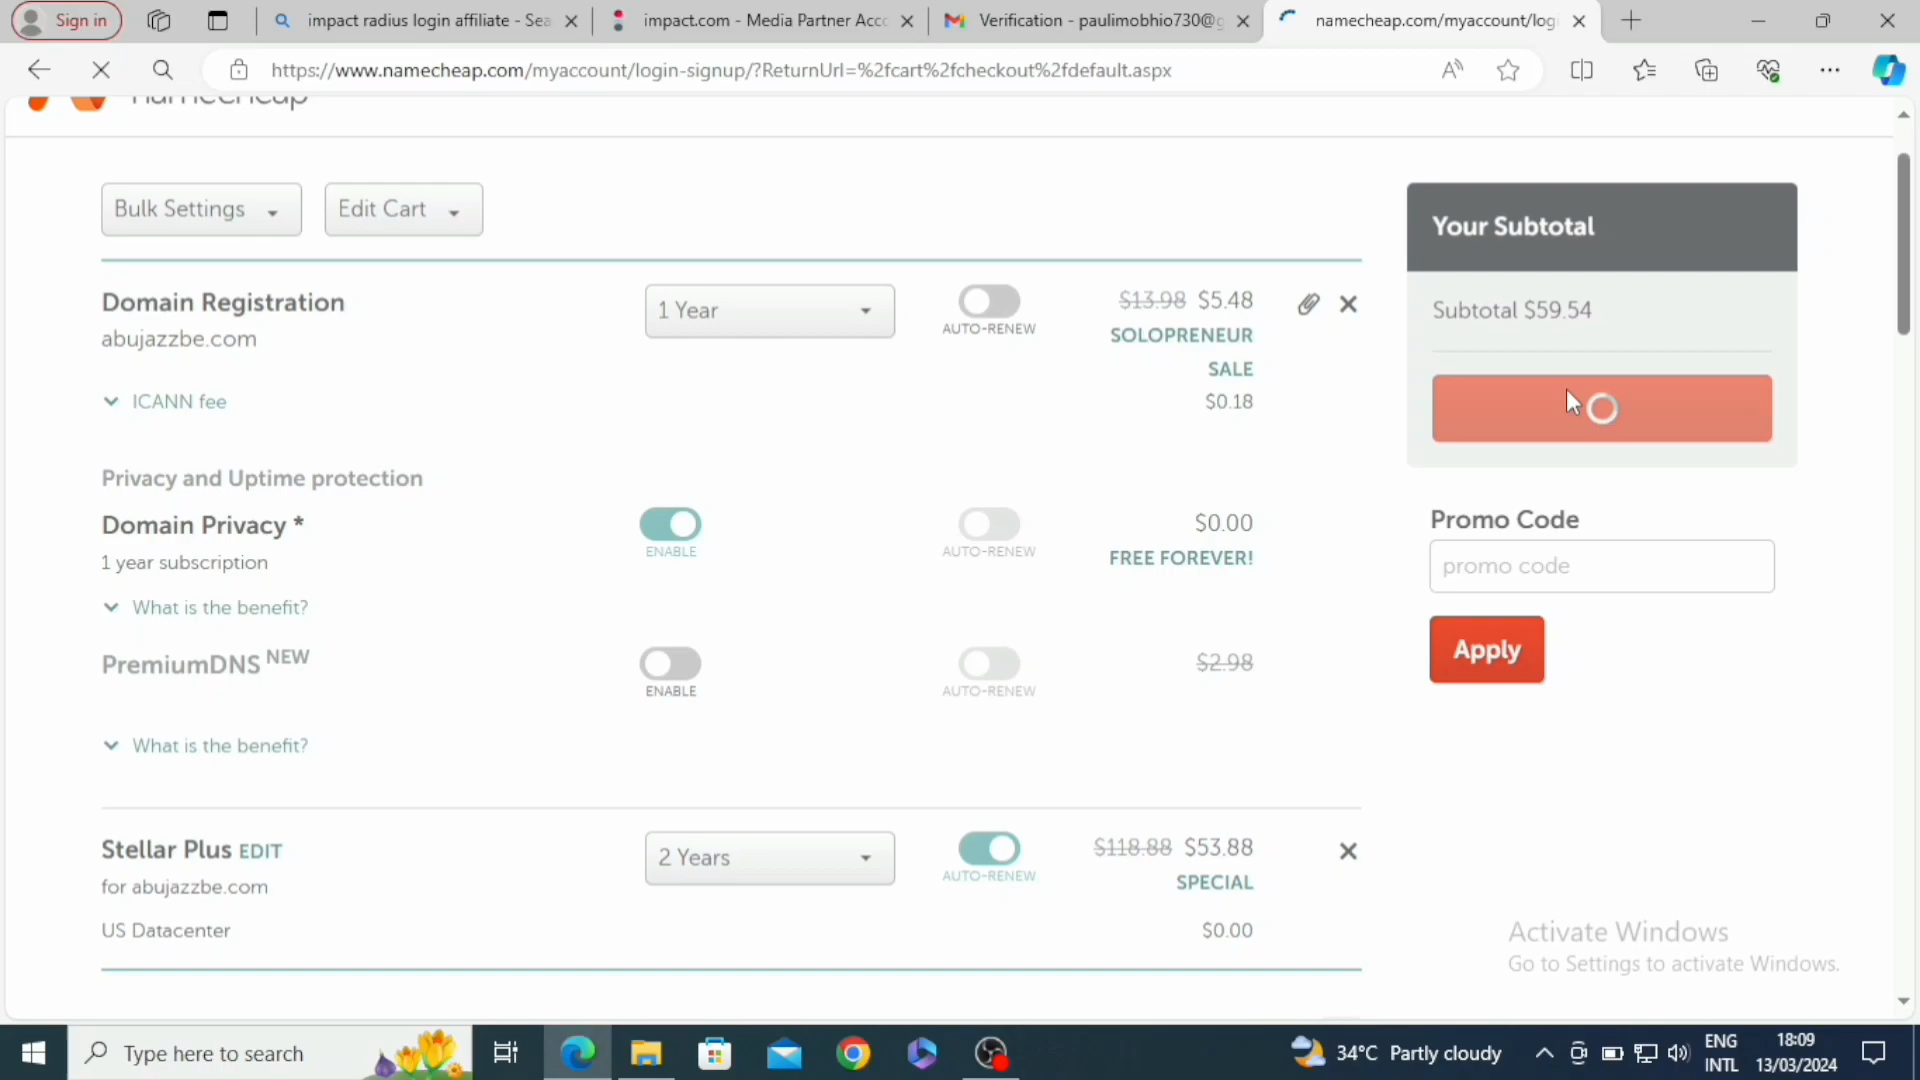 Sign in
impact radius login affiliate - Sea
impact.com - Media Partner Acco
Verification - paulimobhio730@g
namecheap.com/myaccount/log
https://www.namecheap.com/myaccount/login-signup/?ReturnUrl=%2fcart%2fcheckout%2fdefault.aspx
namecheap
Bulk Settings
Edit Cart
Your Subtotal
Domain Registration
1 Year
$13.98 $5.48
Subtotal $59.54
AUTO-RENEW
SOLOPRENEUR
abujazzbe.com
SALE
ICANN fee
$0.18
Privacy and Uptime protection
Promo Code
Domain Privacy *
$0.00
ENABLE
AUTO-RENEW
FREE FOREVER!
1 year subscription
promo code
What is the benefit?
Apply
PremiumDNS NEW
$2.98
ENABLE
AUTO-RENEW
What is the benefit?
Stellar Plus EDIT
2 Years
$118.88 $53.88
AUTO-RENEW
SPECIAL
for abujazzbe.com
US Datacenter
$0.00
Activate Windows
Go to Settings to activate Windows.
Type here to search
34°C Partly cloudy
ENG
INTL
18:09
13/03/2024